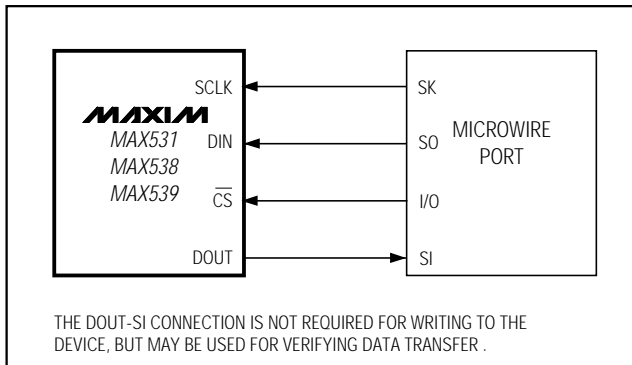 SCLK SK
MAXIM
MAX531 DIN SO MICROWIRE
MAX538 PORT
MAX539 CS I/O
DOUT SI
THE DOUT-SI CONNECTION IS NOT REQUIRED FOR WRITING TO THE
DEVICE, BUT MAY BE USED FOR VERIFYING DATA TRANSFER .